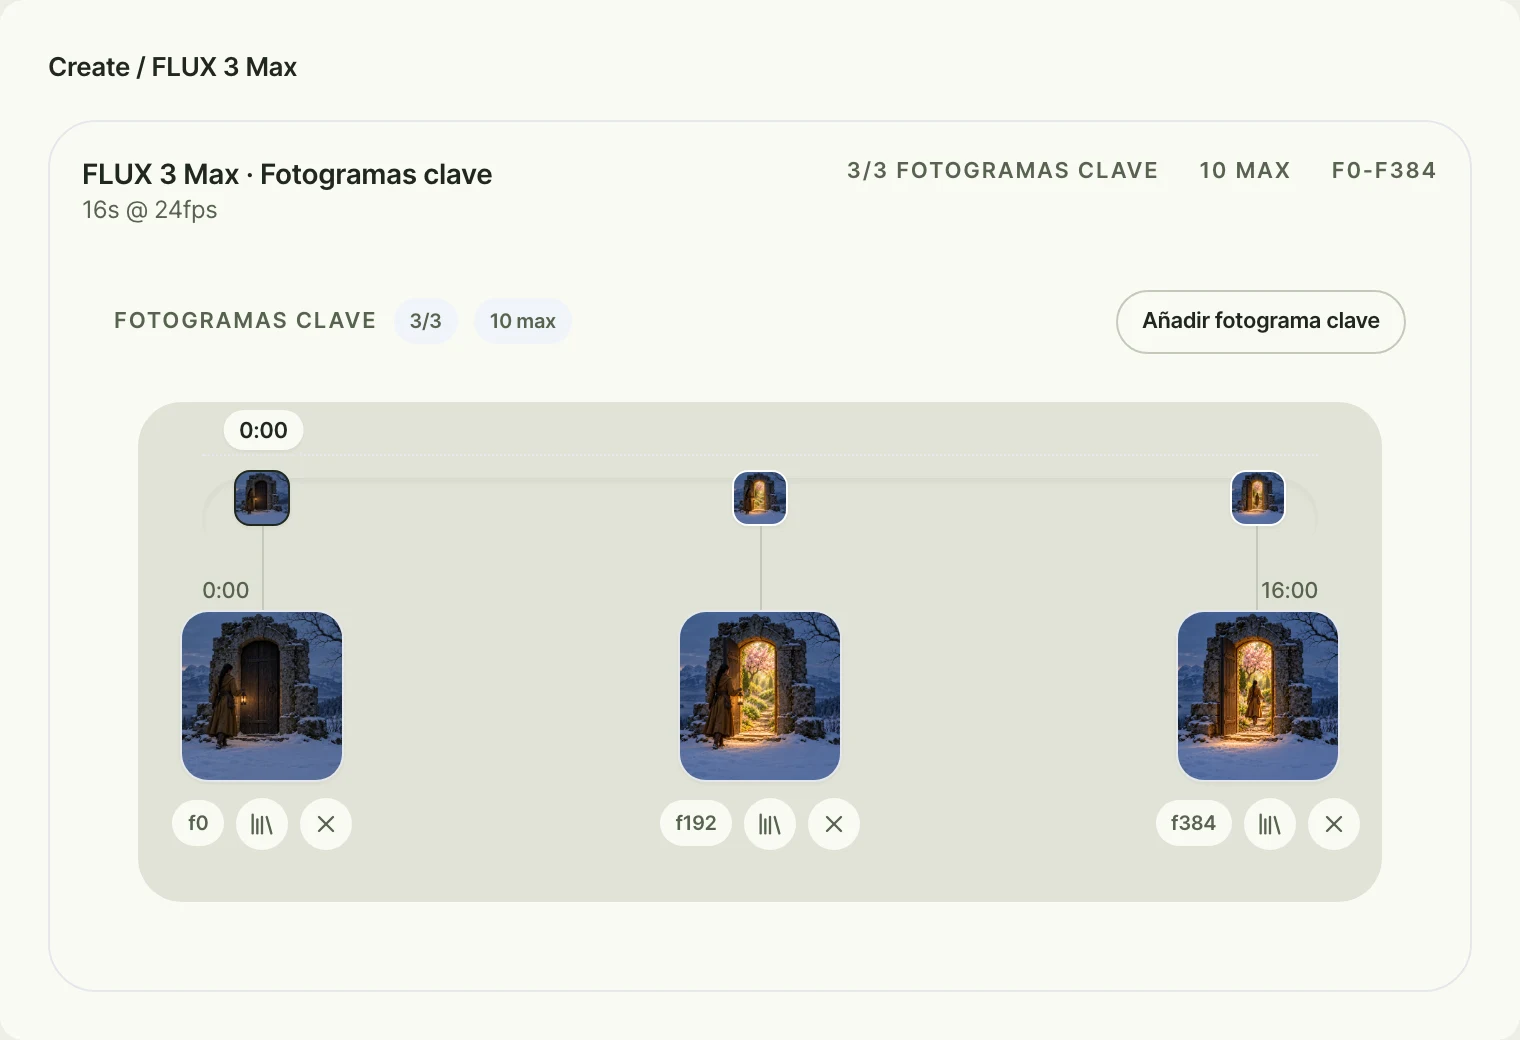 Create / FLUX 3 Max
FLUX 3 Max · Fotogramas clave
16s @ 24fps
3/3 FOTOGRAMAS CLAVE
10 MAX
F0-F384
FOTOGRAMAS CLAVE
3/3
10 max
Añadir fotograma clave
0:00
0:00
16:00
f0
f192
f384